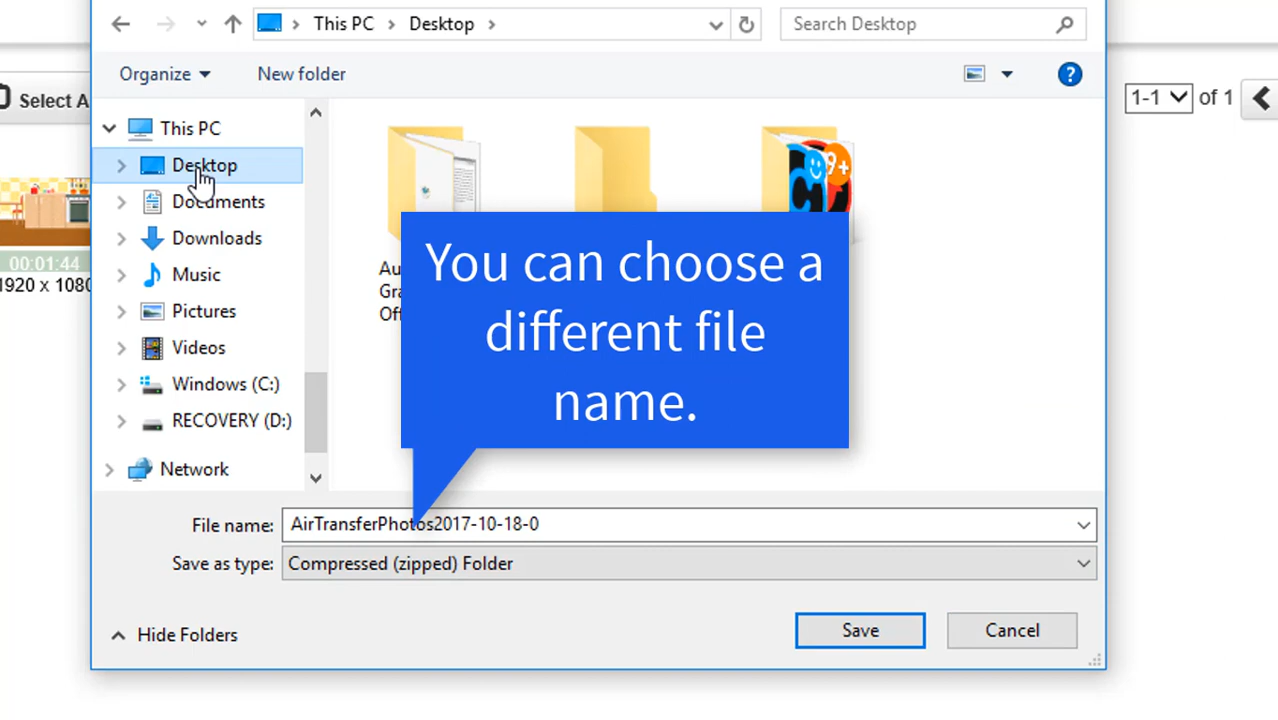 This PC > Desktop >
Search Desktop
Organize
New folder
?
Select A
1-1 of 1
This PC
Desktop
Documents
Downloads
Music
Pictures
Videos
Windows (C:)
RECOVERY (D:)
Network
00:01:44
1920 x 1080
9+
Au
Gra
Off
You can choose a
different file
name.
File name: AirTransferPhotos2017-10-18-0
Save as type: Compressed (zipped) Folder
Hide Folders
Save
Cancel